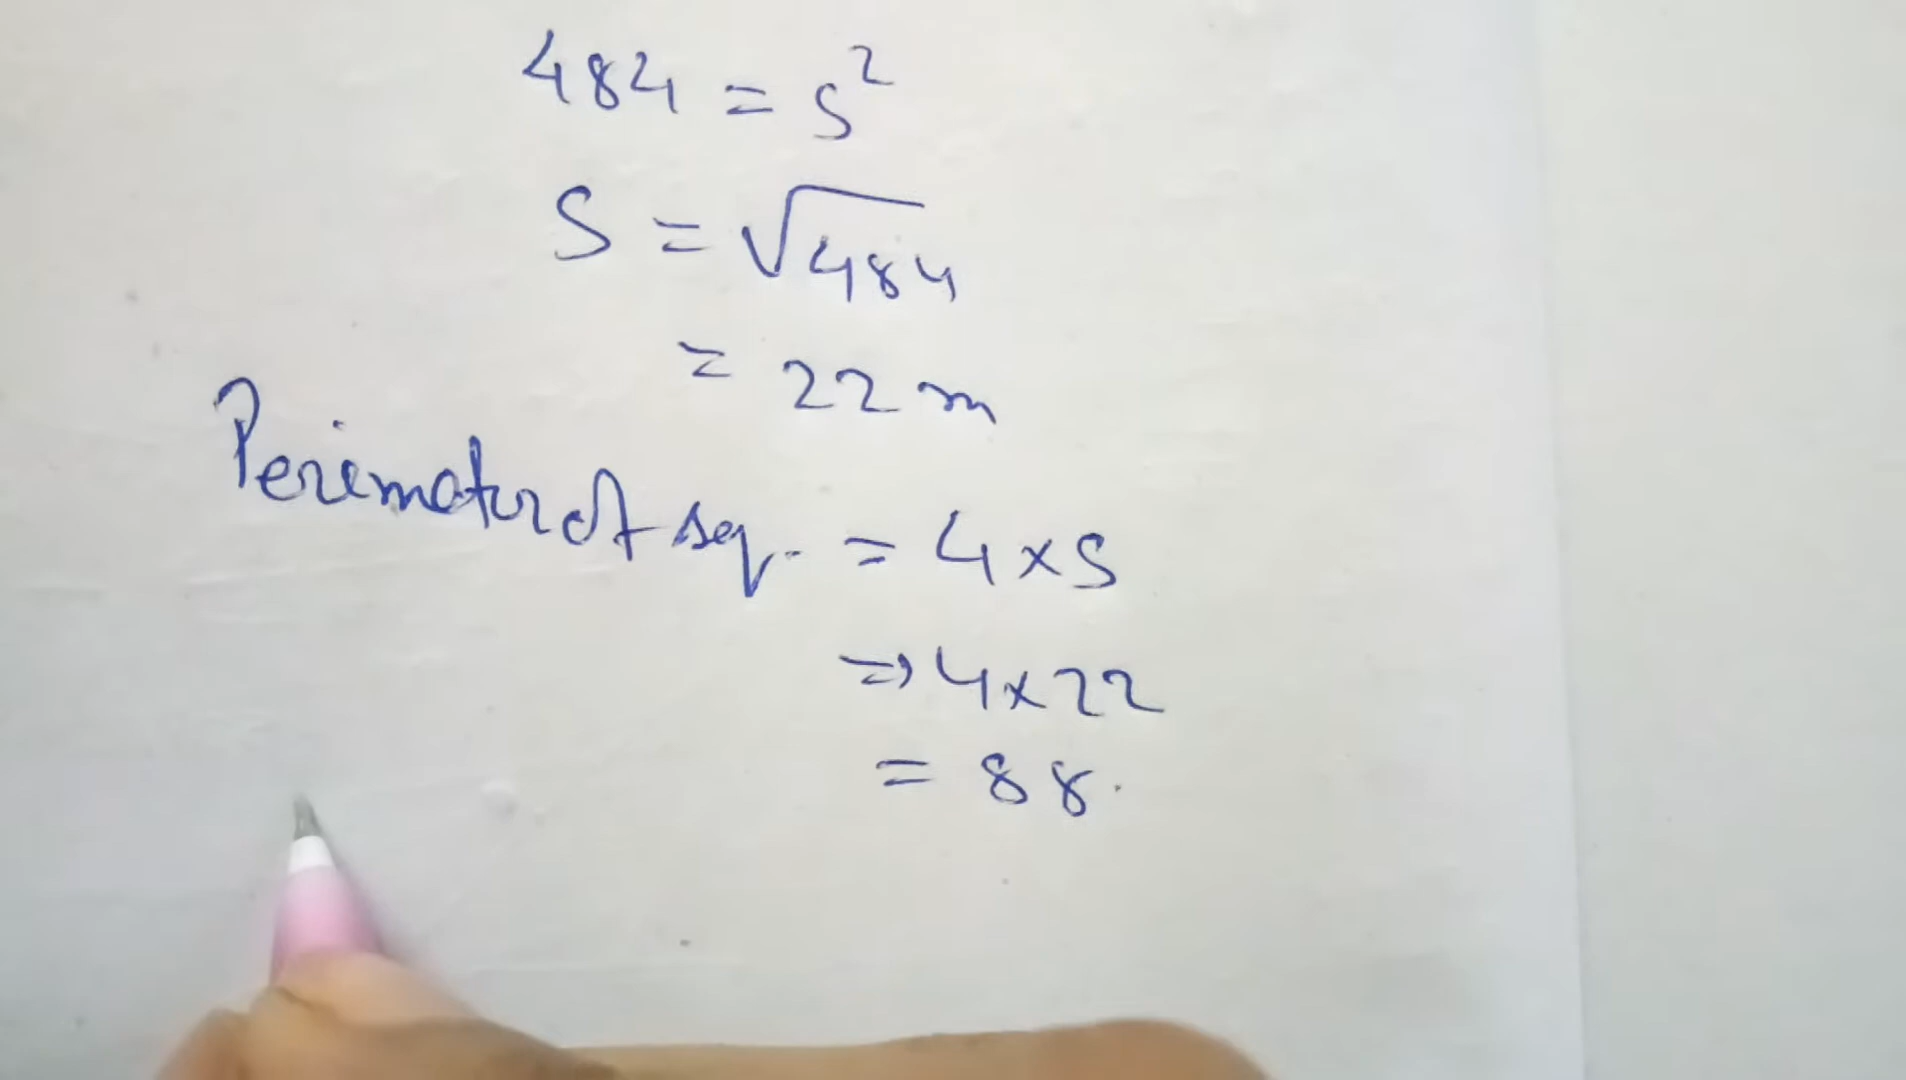 484 = s²
S = √484
= 22 m
Perimeter of sq. = 4 × S
⇒ 4 × 22
= 88.